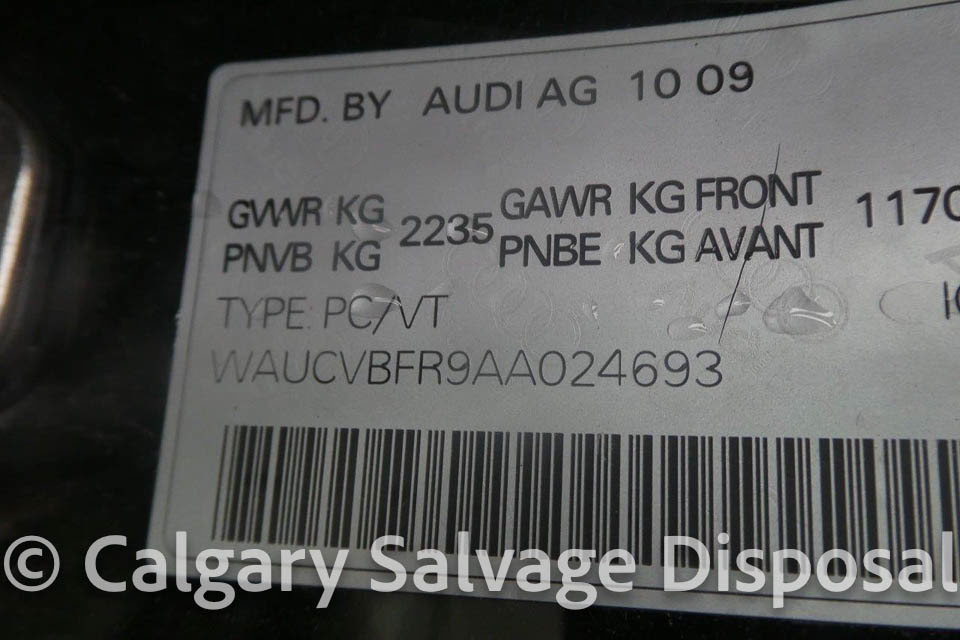 MFD. BY AUDI AG 10 09
GVWR KG 2235 GAWR KG FRONT 1170
PNVB KG PNBE KG AVANT
TYPE: PC/VT
WAUCVBFR9AA024693
© Calgary Salvage Disposal